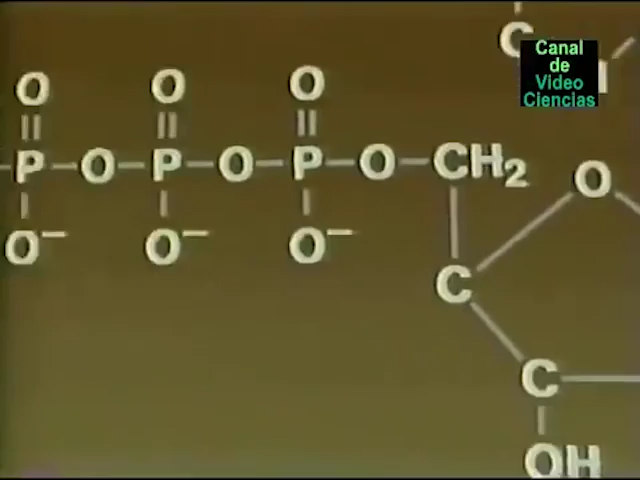 C
Canal
de
Video
Ciencias
O O O
P O P O P O CH₂ O
O⁻ O⁻ O⁻
C
C
OH